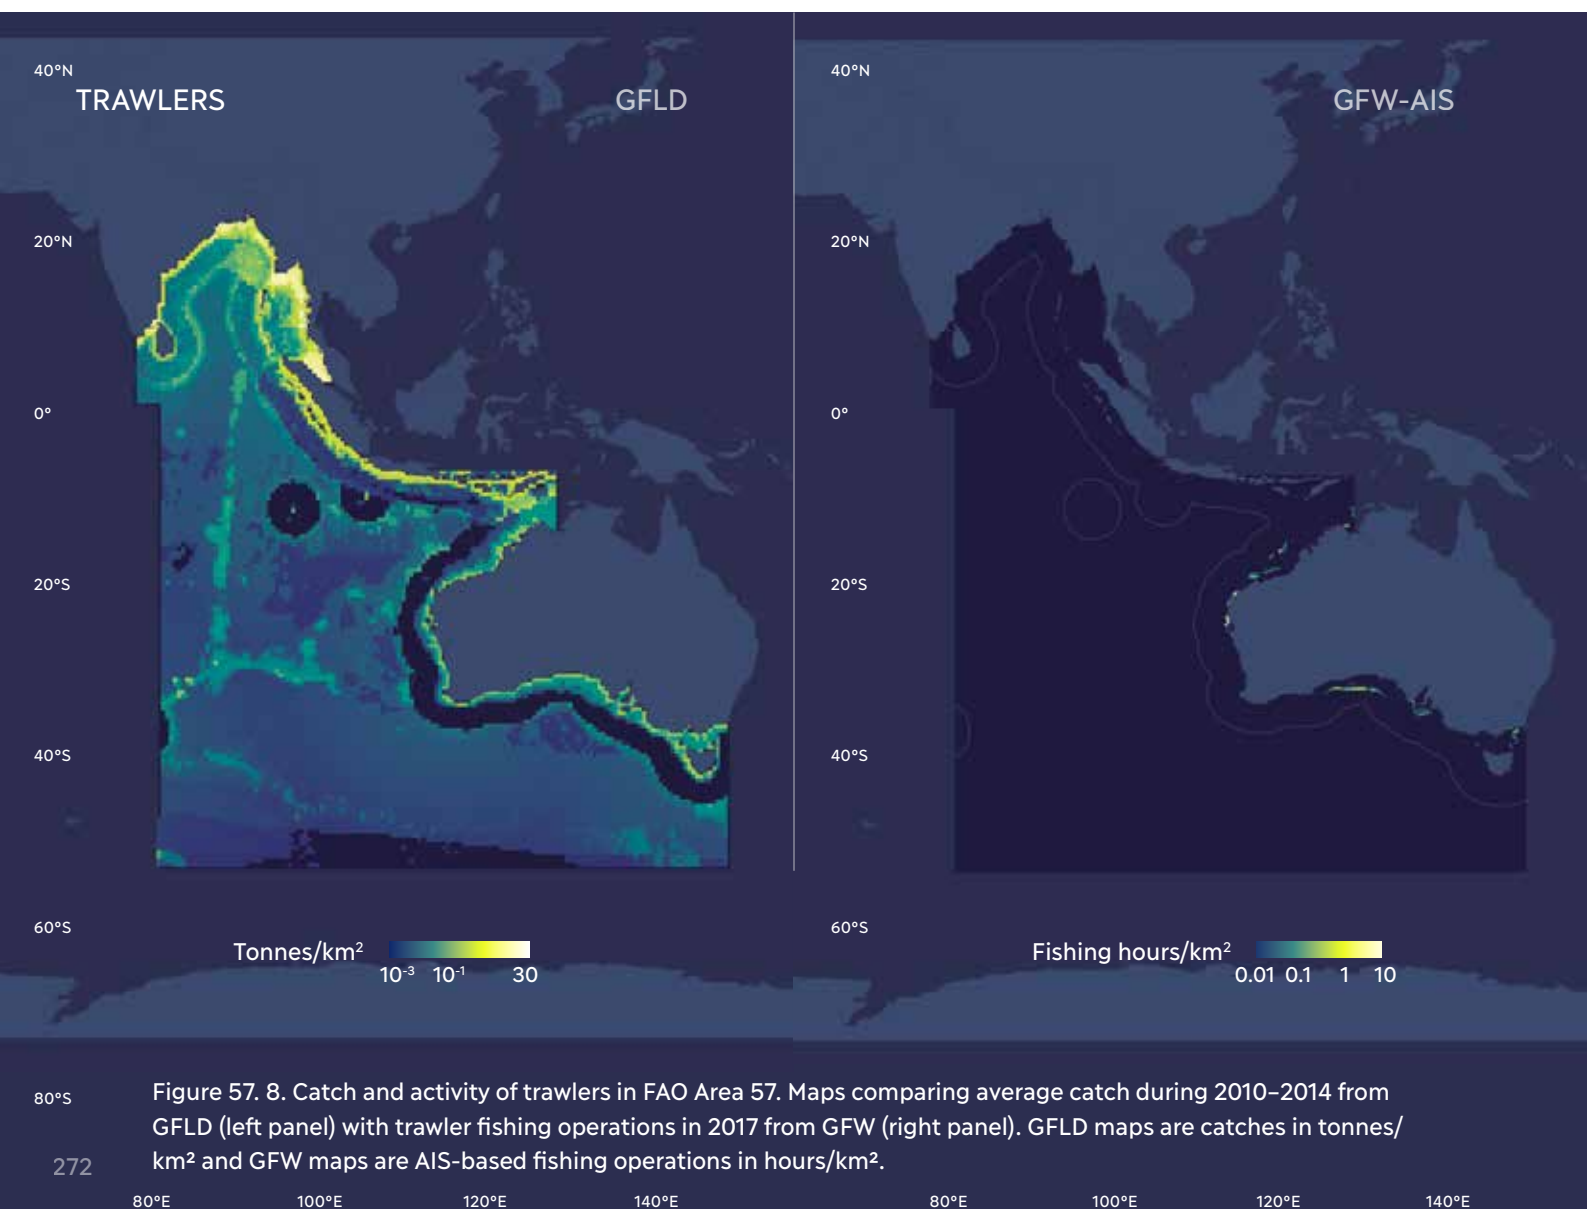 40°N
TRAWLERS
GFLD
20°N
0°
20°S
40°S
60°S
Tonnes/km²
10⁻³ 10⁻¹ 30
40°N
GFW-AIS
20°N
0°
20°S
40°S
60°S
Fishing hours/km²
0.01 0.1 1 10
80°S
Figure 57. 8. Catch and activity of trawlers in FAO Area 57. Maps comparing average catch during 2010–2014 from
GFLD (left panel) with trawler fishing operations in 2017 from GFW (right panel). GFLD maps are catches in tonnes/
km² and GFW maps are AIS-based fishing operations in hours/km².
272
80°E 100°E 120°E 140°E
80°E 100°E 120°E 140°E